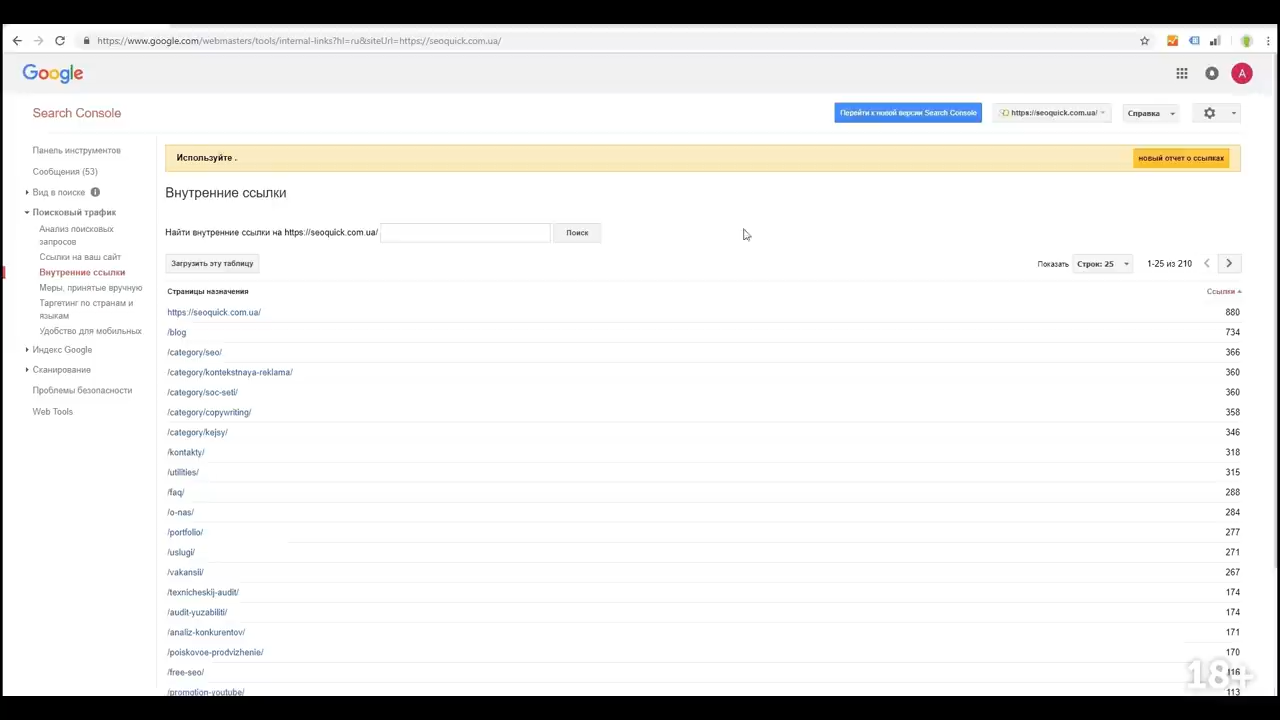 https://www.google.com/webmasters/tools/internal-links?hl=ru&siteUrl=https://seoquick.com.ua/
Google
A
Search Console
Перейти к новой версии Search Console
https://seoquick.com.ua/
Справка
Панель инструментов
Сообщения (53)
Вид в поиске
Поисковый трафик
Анализ поисковых
запросов
Ссылки на ваш сайт
Внутренние ссылки
Меры, принятые вручную
Таргетинг по странам и
языкам
Удобство для мобильных
Индекс Google
Сканирование
Проблемы безопасности
Web Tools
Используйте .
новый отчет о ссылках
Внутренние ссылки
Найти внутренние ссылки на https://seoquick.com.ua/
Поиск
Загрузить эту таблицу
Показать Строк: 25 1-25 из 210
Страницы назначения Ссылки
https://seoquick.com.ua/ 880
/blog 734
/category/seo/ 366
/category/kontekstnaya-reklama/ 360
/category/soc-seti/ 360
/category/copywriting/ 358
/category/kejsy/ 346
/kontakty/ 318
/utilities/ 315
/faq/ 288
/o-nas/ 284
/portfolio/ 277
/uslugi/ 271
/vakansii/ 267
/texnicheskij-audit/ 174
/audit-yuzabiliti/ 174
/analiz-konkurentov/ 171
/poiskovoe-prodvizhenie/ 170
/free-seo/ 116
/promotion-youtube/ 113
18+